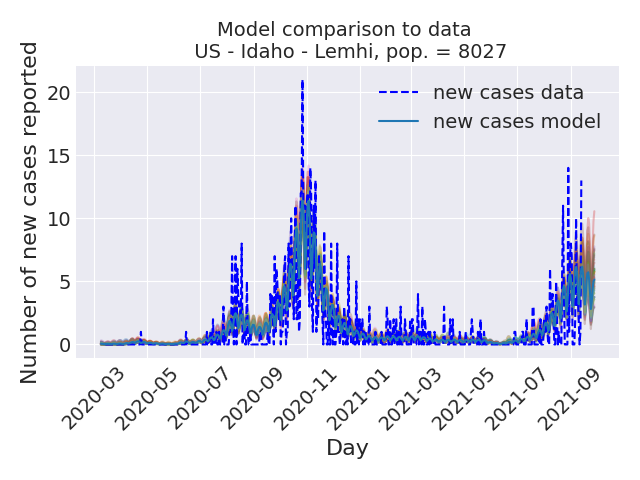 Model comparison to data
US - Idaho - Lemhi, pop. = 8027
Number of new cases reported
20
15
10
5
0
new cases data
new cases model
2020-03
2020-05
2020-07
2020-09
2020-11
2021-01
2021-03
2021-05
2021-07
2021-09
Day